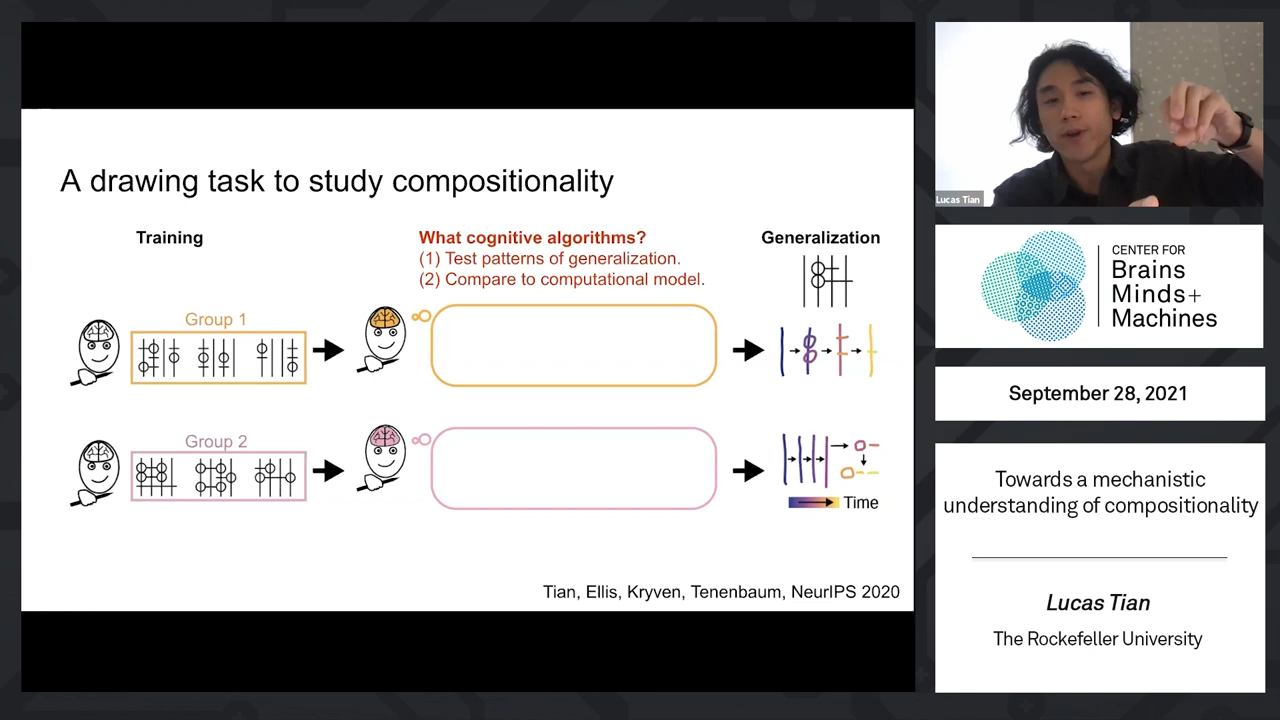 A drawing task to study compositionality
Training
What cognitive algorithms?
(1) Test patterns of generalization.
(2) Compare to computational model.
Generalization
Group 1
Group 2
Time
Tian, Ellis, Kryven, Tenenbaum, NeurIPS 2020
Lucas Tian
CENTER FOR
Brains
Minds+
Machines
September 28, 2021
Towards a mechanistic
understanding of compositionality
Lucas Tian
The Rockefeller University